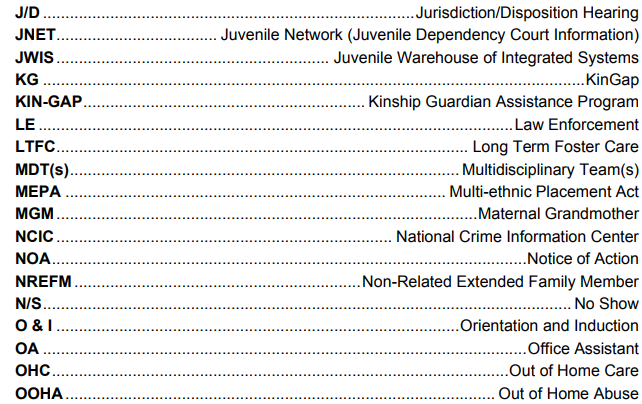 J/D ........................................................................................Jurisdiction/Disposition Hearing
JNET...................................... Juvenile Network (Juvenile Dependency Court Information)
JWIS................................................................ Juvenile Warehouse of Integrated Systems
KG .............................................................................................................................KinGap
KIN-GAP................................................................ Kinship Guardian Assistance Program
LE .............................................................................................................Law Enforcement
LTFC................................................................................................ Long Term Foster Care
MDT(s)......................................................................................... Multidisciplinary Team(s)
MEPA ...................................................................................... Multi-ethnic Placement Act
MGM................................................................................................Maternal Grandmother
NCIC............................................................................ National Crime Information Center
NOA...........................................................................................................Notice of Action
NREFM .................................................................Non-Related Extended Family Member
N/S........................................................................................................................ No Show
O & I .............................................................................................Orientation and Induction
OA .............................................................................................................Office Assistant
OHC.......................................................................................................Out of Home Care
OOHA.................................................................................................. Out of Home Abuse